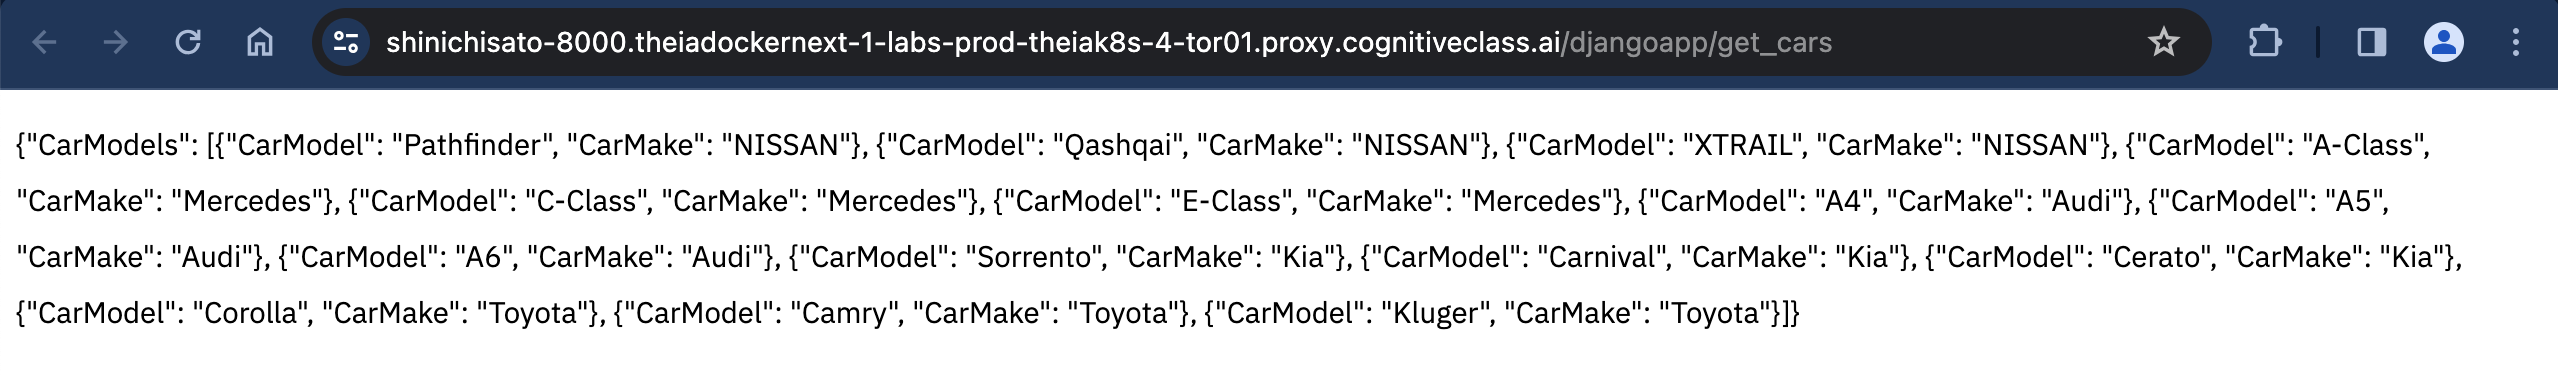 shinichisato-8000.theiadockernext-1-labs-prod-theiak8s-4-tor01.proxy.cognitiveclass.ai/djangoapp/get_cars
{"CarModels": [{"CarModel": "Pathfinder", "CarMake": "NISSAN"}, {"CarModel": "Qashqai", "CarMake": "NISSAN"}, {"CarModel": "XTRAIL", "CarMake": "NISSAN"}, {"CarModel": "A-Class",
"CarMake": "Mercedes"}, {"CarModel": "C-Class", "CarMake": "Mercedes"}, {"CarModel": "E-Class", "CarMake": "Mercedes"}, {"CarModel": "A4", "CarMake": "Audi"}, {"CarModel": "A5",
"CarMake": "Audi"}, {"CarModel": "A6", "CarMake": "Audi"}, {"CarModel": "Sorrento", "CarMake": "Kia"}, {"CarModel": "Carnival", "CarMake": "Kia"}, {"CarModel": "Cerato", "CarMake": "Kia"},
{"CarModel": "Corolla", "CarMake": "Toyota"}, {"CarModel": "Camry", "CarMake": "Toyota"}, {"CarModel": "Kluger", "CarMake": "Toyota"}]}